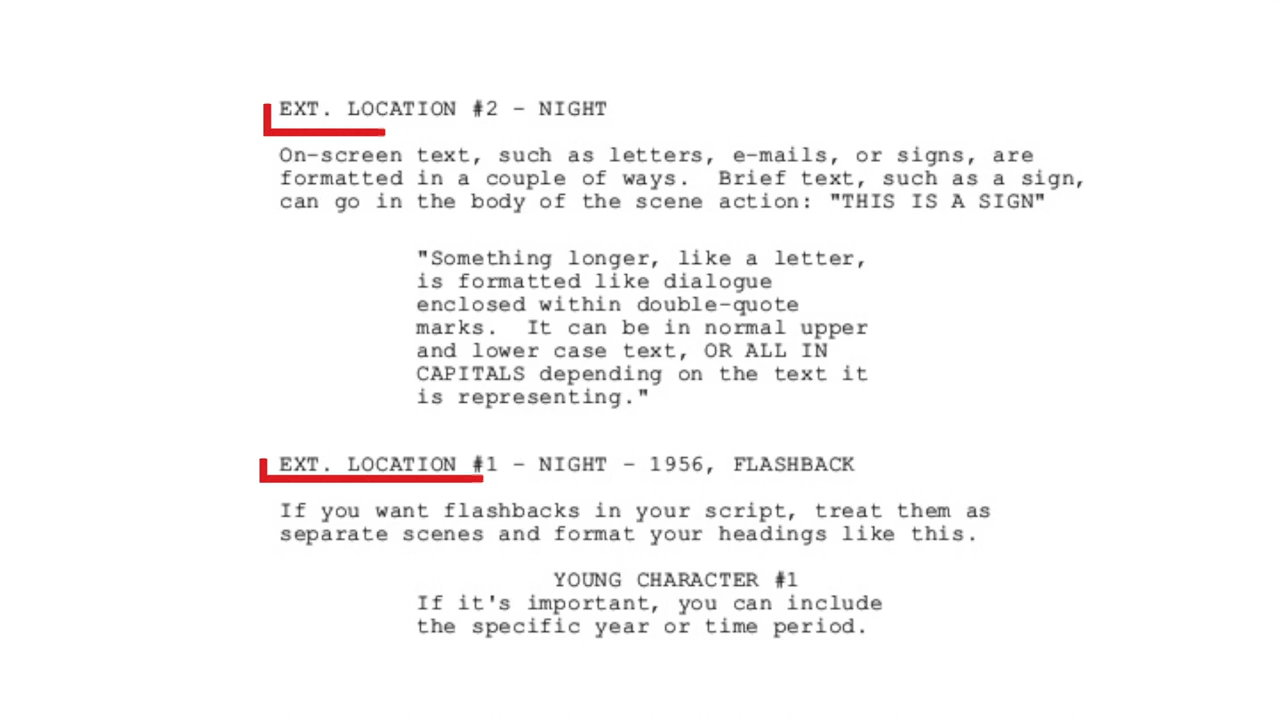 EXT. LOCATION #2 - NIGHT
On-screen text, such as letters, e-mails, or signs, are
formatted in a couple of ways.  Brief text, such as a sign,
can go in the body of the scene action: "THIS IS A SIGN"
"Something longer, like a letter,
is formatted like dialogue
enclosed within double-quote
marks.  It can be in normal upper
and lower case text, OR ALL IN
CAPITALS depending on the text it
is representing."
EXT. LOCATION #1 - NIGHT - 1956, FLASHBACK
If you want flashbacks in your script, treat them as
separate scenes and format your headings like this.
YOUNG CHARACTER #1
If it's important, you can include
the specific year or time period.